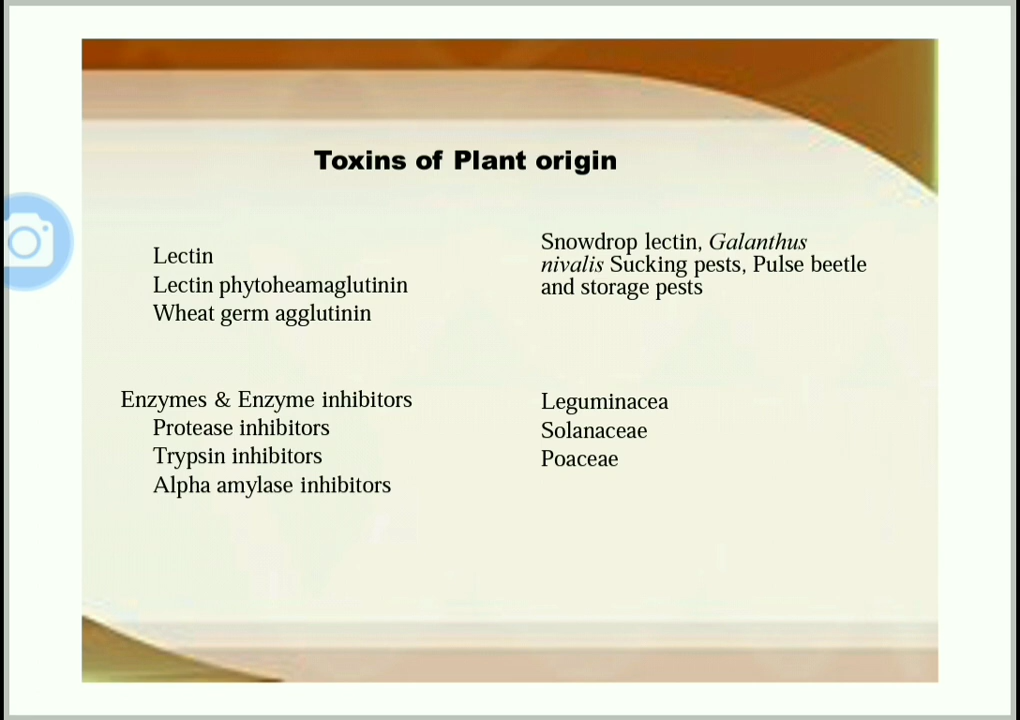 Toxins of Plant origin
Lectin
Lectin phytoheamaglutinin
Wheat germ agglutinin
Snowdrop lectin, Galanthus
nivalis Sucking pests, Pulse beetle
and storage pests
Enzymes & Enzyme inhibitors
Protease inhibitors
Trypsin inhibitors
Alpha amylase inhibitors
Leguminacea
Solanaceae
Poaceae